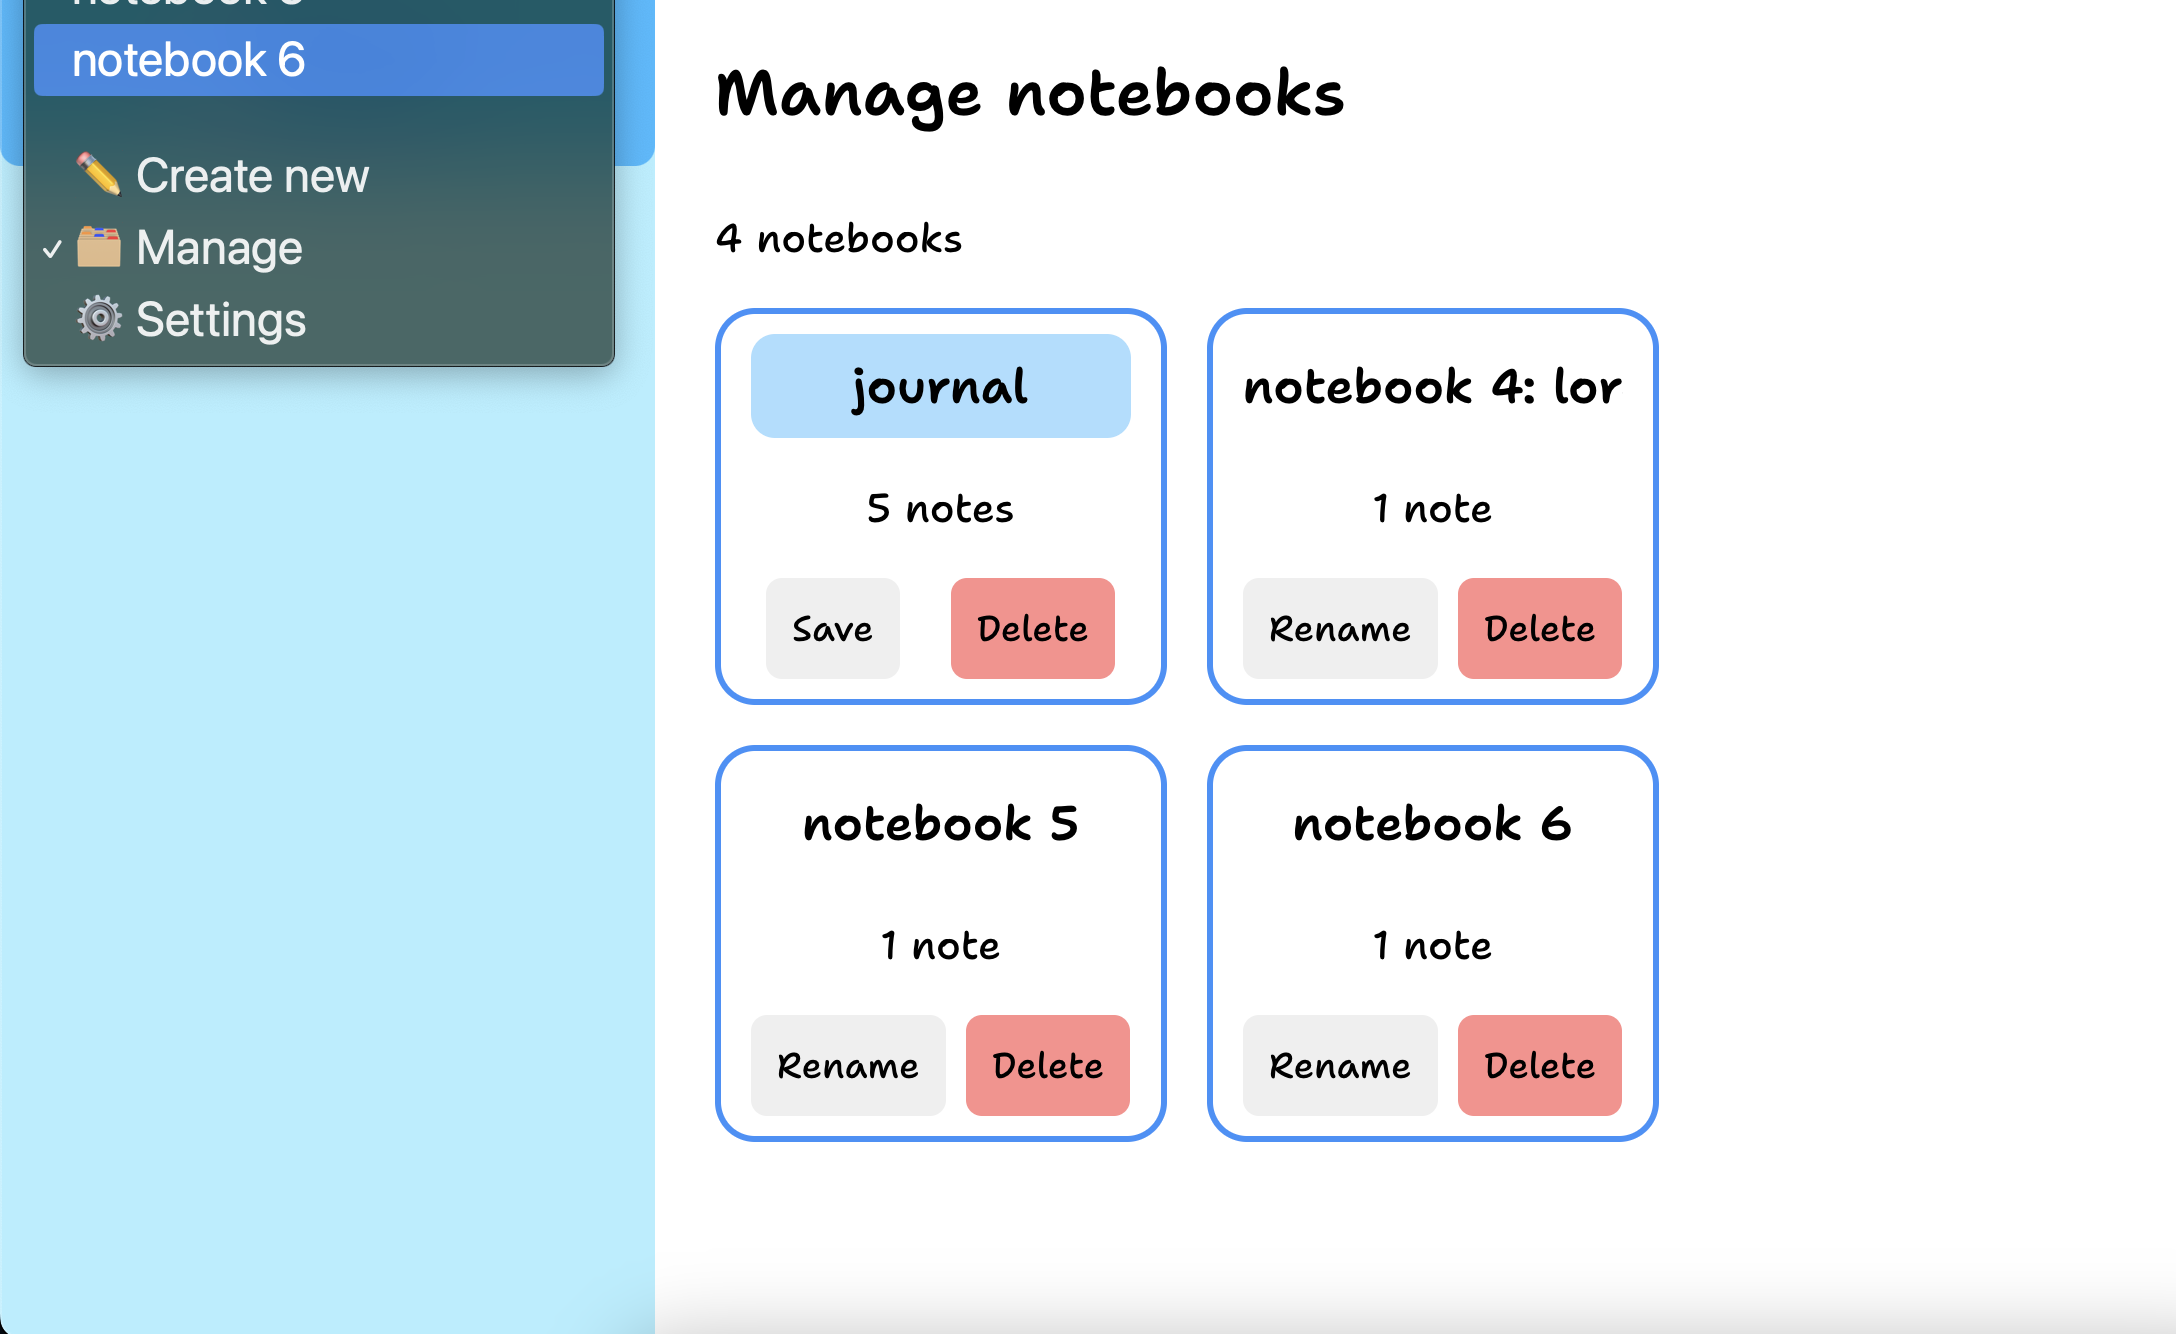 notebook 6
✏️ Create new
✓ 🗂️ Manage
⚙️ Settings
Manage notebooks
4 notebooks
journal
5 notes
Save Delete
notebook 4: lor
1 note
Rename Delete
notebook 5
1 note
Rename Delete
notebook 6
1 note
Rename Delete